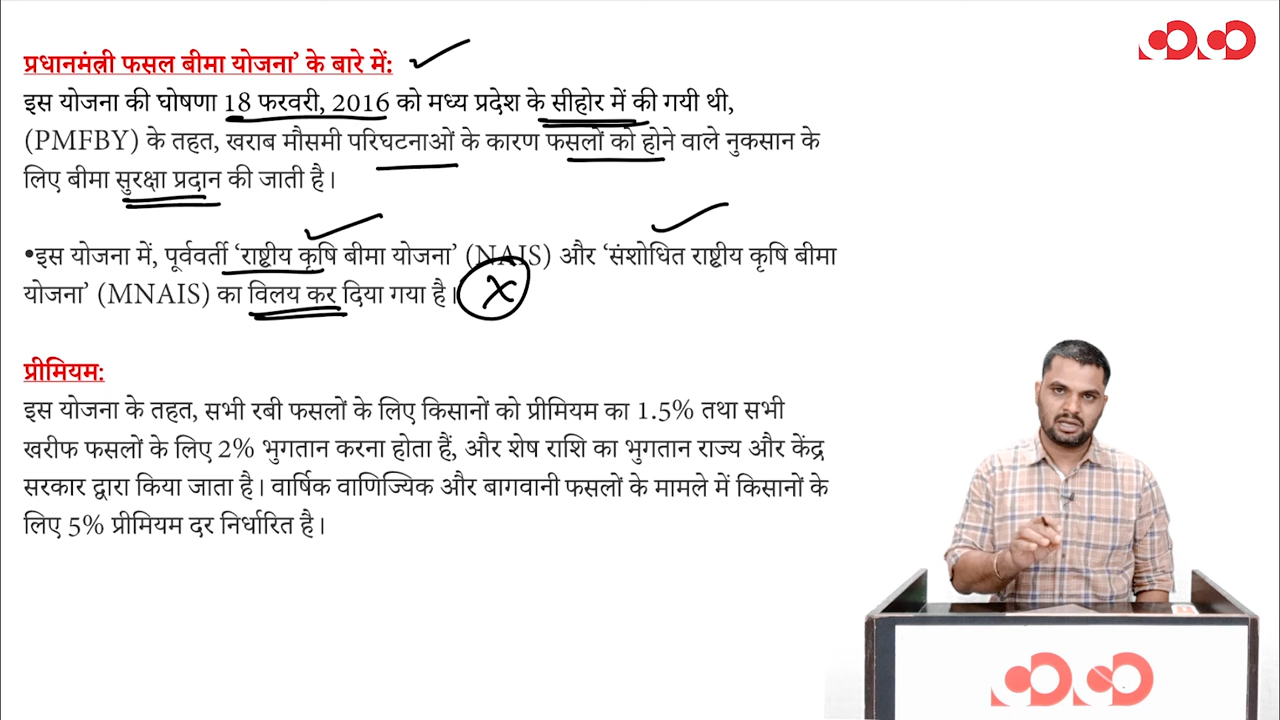 प्रधानमंत्री फसल बीमा योजना’ के बारे में:
इस योजना की घोषणा 18 फरवरी, 2016 को मध्य प्रदेश के सीहोर में की गयी थी,
(PMFBY) के तहत, खराब मौसमी परिघटनाओं के कारण फसलों को होने वाले नुकसान के
लिए बीमा सुरक्षा प्रदान की जाती है।
•इस योजना में, पूर्ववर्ती ‘राष्ट्रीय कृषि बीमा योजना’ (NAIS) और ‘संशोधित राष्ट्रीय कृषि बीमा
योजना’ (MNAIS) का विलय कर दिया गया है।
प्रीमियम:
इस योजना के तहत, सभी रबी फसलों के लिए किसानों को प्रीमियम का 1.5% तथा सभी
खरीफ फसलों के लिए 2% भुगतान करना होता हैं, और शेष राशि का भुगतान राज्य और केंद्र
सरकार द्वारा किया जाता है। वार्षिक वाणिज्यिक और बागवानी फसलों के मामले में किसानों के
लिए 5% प्रीमियम दर निर्धारित है।